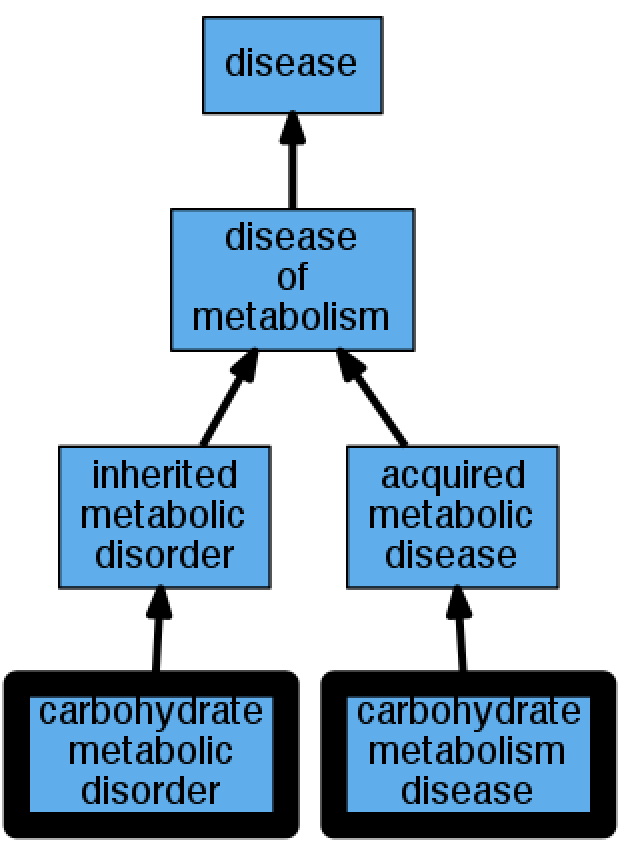 disease
disease
of
metabolism
inherited
metabolic
disorder
acquired
metabolic
disease
carbohydrate
metabolic
disorder
carbohydrate
metabolism
disease